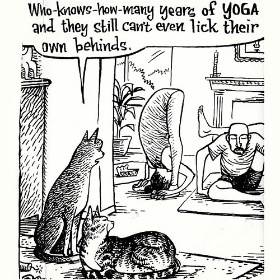 Who-knows-how-many years of YOGA
and they still can't even lick their
own behinds.